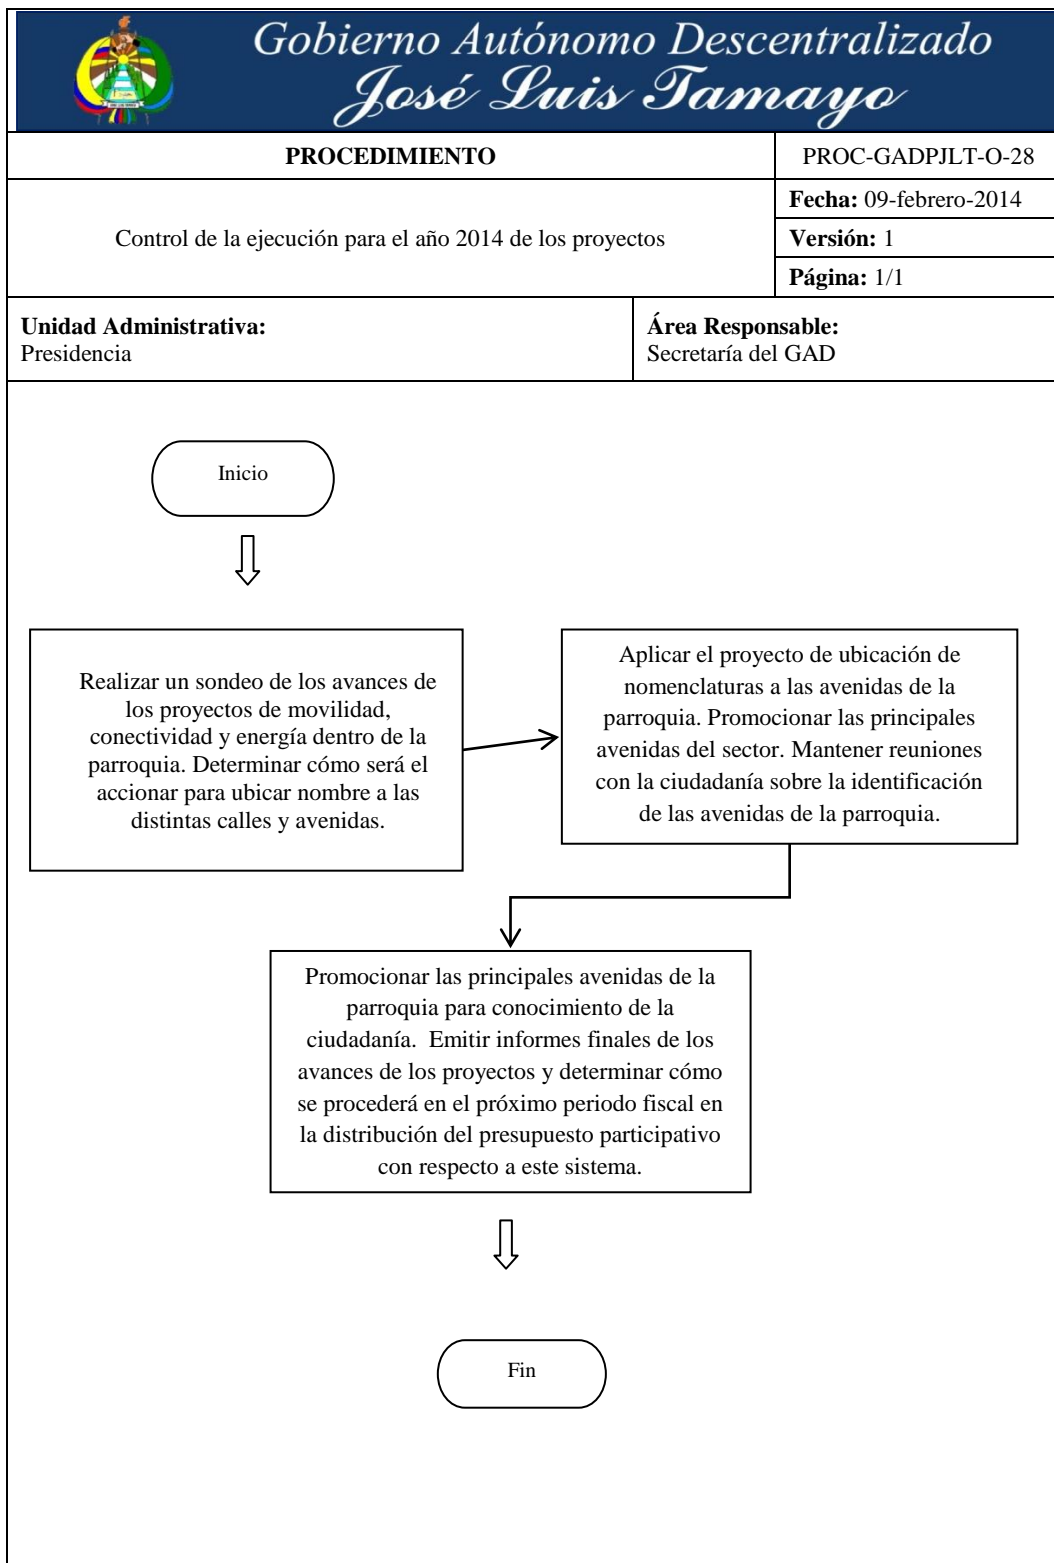 Gobierno Autónomo Descentralizado
José Luis Tamayo
PROCEDIMIENTO
PROC-GADPJLT-O-28
Control de la ejecución para el año 2014 de los proyectos
Fecha: 09-febrero-2014
Versión: 1
Página: 1/1
Unidad Administrativa:
Presidencia
Área Responsable:
Secretaría del GAD
Inicio
Realizar un sondeo de los avances de
los proyectos de movilidad,
conectividad y energía dentro de la
parroquia. Determinar cómo será el
accionar para ubicar nombre a las
distintas calles y avenidas.
Aplicar el proyecto de ubicación de
nomenclaturas a las avenidas de la
parroquia. Promocionar las principales
avenidas del sector. Mantener reuniones
con la ciudadanía sobre la identificación
de las avenidas de la parroquia.
Promocionar las principales avenidas de la
parroquia para conocimiento de la
ciudadanía.  Emitir informes finales de los
avances de los proyectos y determinar cómo
se procederá en el próximo periodo fiscal en
la distribución del presupuesto participativo
con respecto a este sistema.
Fin